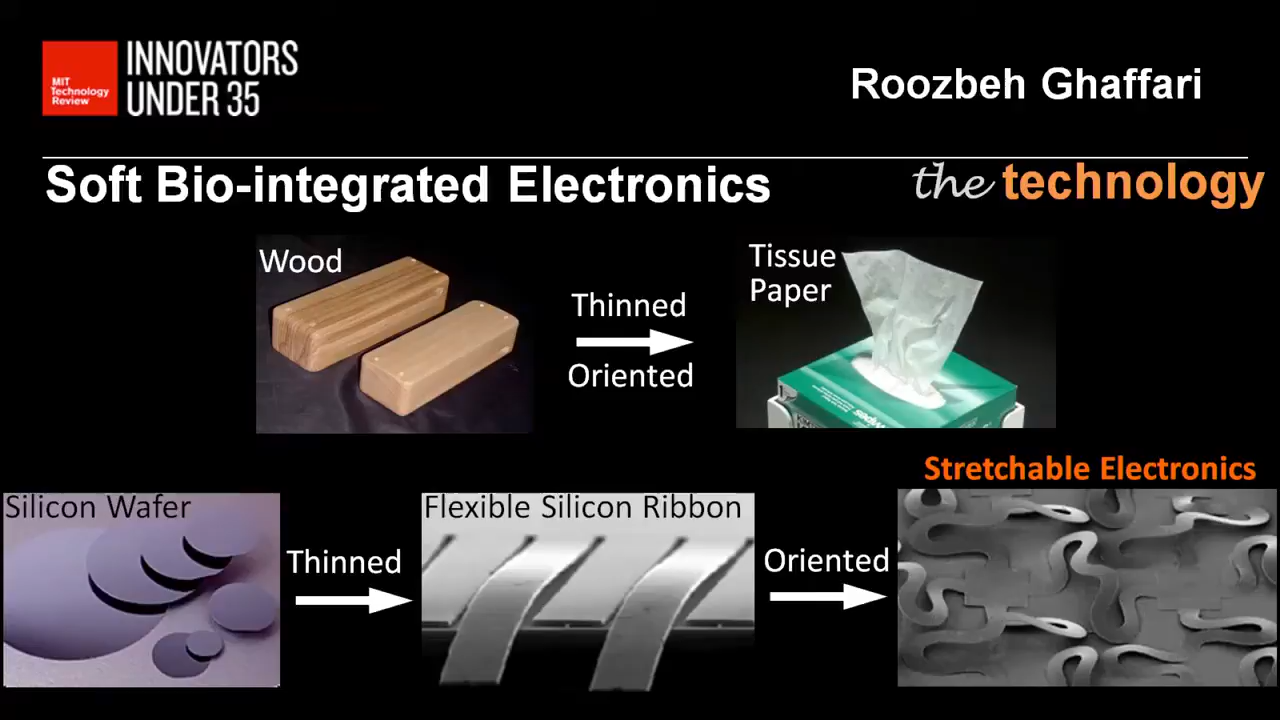 MIT
Technology
Review
INNOVATORS
UNDER 35
Roozbeh Ghaffari
Soft Bio-integrated Electronics
the technology
Wood
Thinned
Oriented
Tissue
Paper
Stretchable Electronics
Silicon Wafer
Thinned
Flexible Silicon Ribbon
Oriented